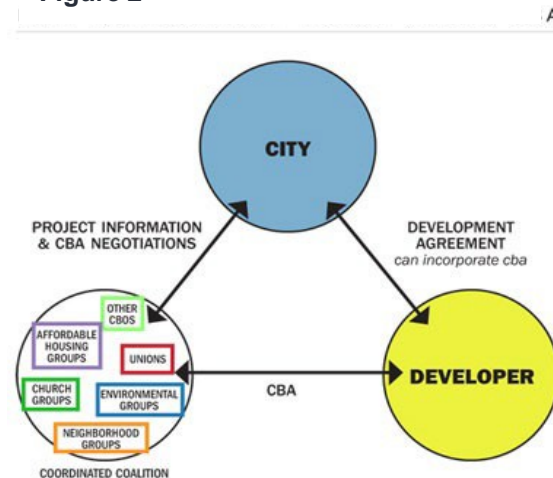 CITY
PROJECT INFORMATION
& CBA NEGOTIATIONS
DEVELOPMENT
AGREEMENT
can incorporate cba
OTHER
CBOS
AFFORDABLE
HOUSING
GROUPS
UNIONS
CHURCH
GROUPS
ENVIRONMENTAL
GROUPS
NEIGHBORHOOD
GROUPS
CBA
DEVELOPER
COORDINATED COALITION